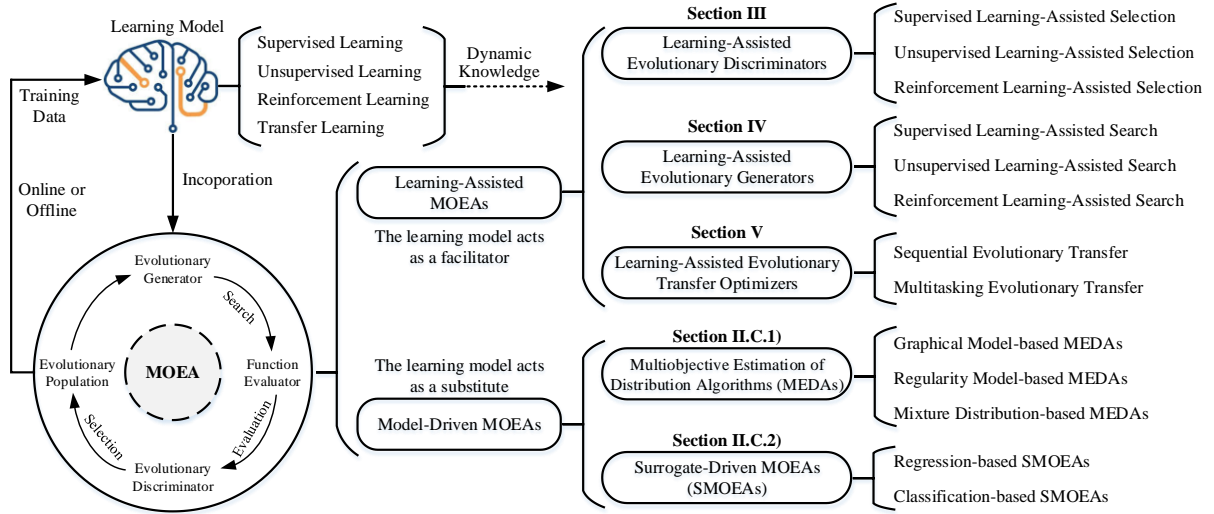 Learning Model
Training
Data
Online or
Offline
Incoporation
Supervised Learning
Unsupervised Learning
Reinforcement Learning
Transfer Learning
Dynamic
Knowledge
Evolutionary
Generator
Search
Function
Evaluator
Evaluation
Evolutionary
Discriminator
Selection
Evolutionary
Population
MOEA
Learning-Assisted
MOEAs
The learning model acts
as a facilitator
The learning model acts
as a substitute
Model-Driven MOEAs
Section III
Learning-Assisted
Evolutionary Discriminators
Supervised Learning-Assisted Selection
Unsupervised Learning-Assisted Selection
Reinforcement Learning-Assisted Selection
Section IV
Learning-Assisted
Evolutionary Generators
Supervised Learning-Assisted Search
Unsupervised Learning-Assisted Search
Reinforcement Learning-Assisted Search
Section V
Learning-Assisted Evolutionary
Transfer Optimizers
Sequential Evolutionary Transfer
Multitasking Evolutionary Transfer
Section II.C.1)
Multiobjective Estimation of
Distribution Algorithms (MEDAs)
Graphical Model-based MEDAs
Regularity Model-based MEDAs
Mixture Distribution-based MEDAs
Section II.C.2)
Surrogate-Driven MOEAs
(SMOEAs)
Regression-based SMOEAs
Classification-based SMOEAs